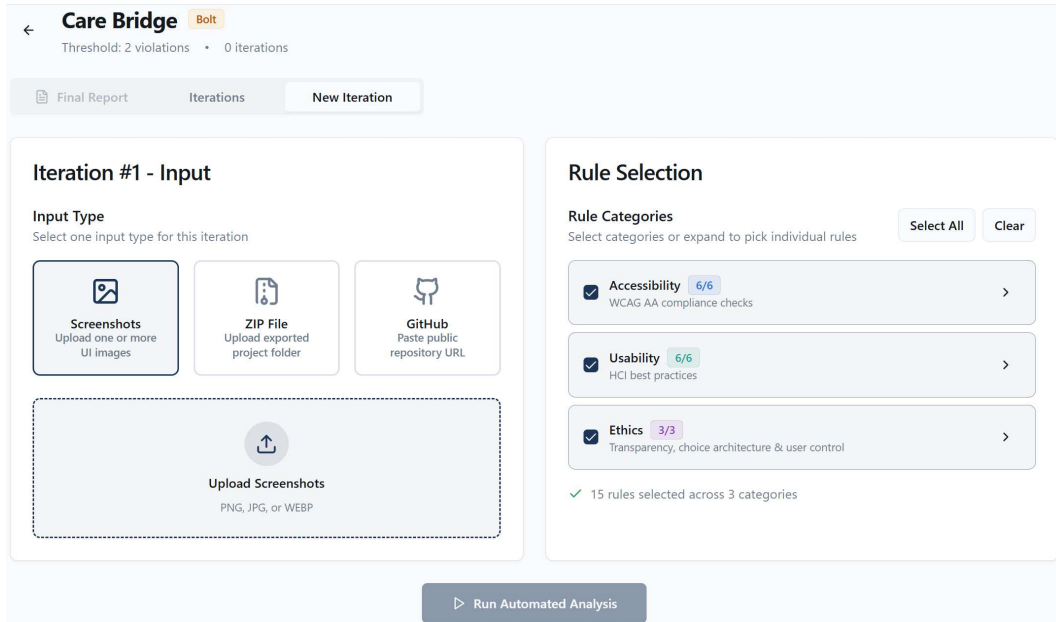 Care Bridge Bolt
Threshold: 2 violations • 0 iterations
Final Report Iterations New Iteration
Iteration #1 - Input
Input Type
Select one input type for this iteration
Screenshots
Upload one or more
UI images
ZIP File
Upload exported
project folder
GitHub
Paste public
repository URL
Upload Screenshots
PNG, JPG, or WEBP
Rule Selection
Rule Categories
Select categories or expand to pick individual rules
Select All Clear
Accessibility 6/6
WCAG AA compliance checks
Usability 6/6
HCI best practices
Ethics 3/3
Transparency, choice architecture & user control
15 rules selected across 3 categories
Run Automated Analysis